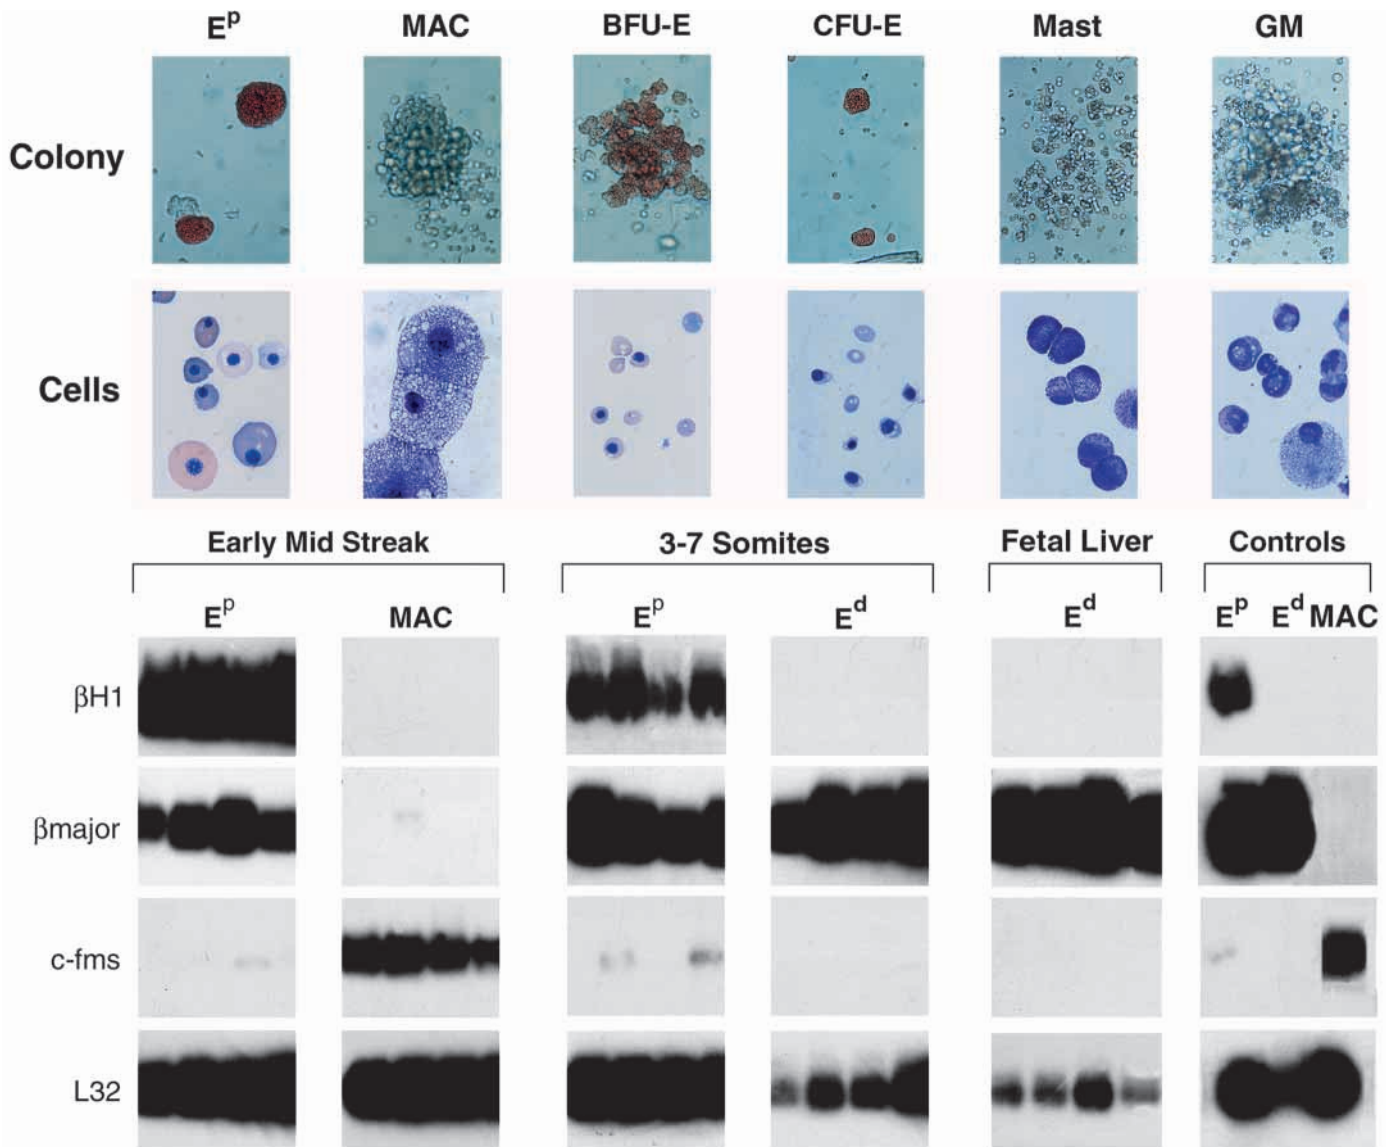 Eᵖ MAC BFU-E CFU-E Mast GM
Colony
Cells
Early Mid Streak 3-7 Somites Fetal Liver Controls
Eᵖ MAC Eᵖ Eᵈ Eᵈ Eᵖ Eᵈ MAC
βH1
βmajor
c-fms
L32